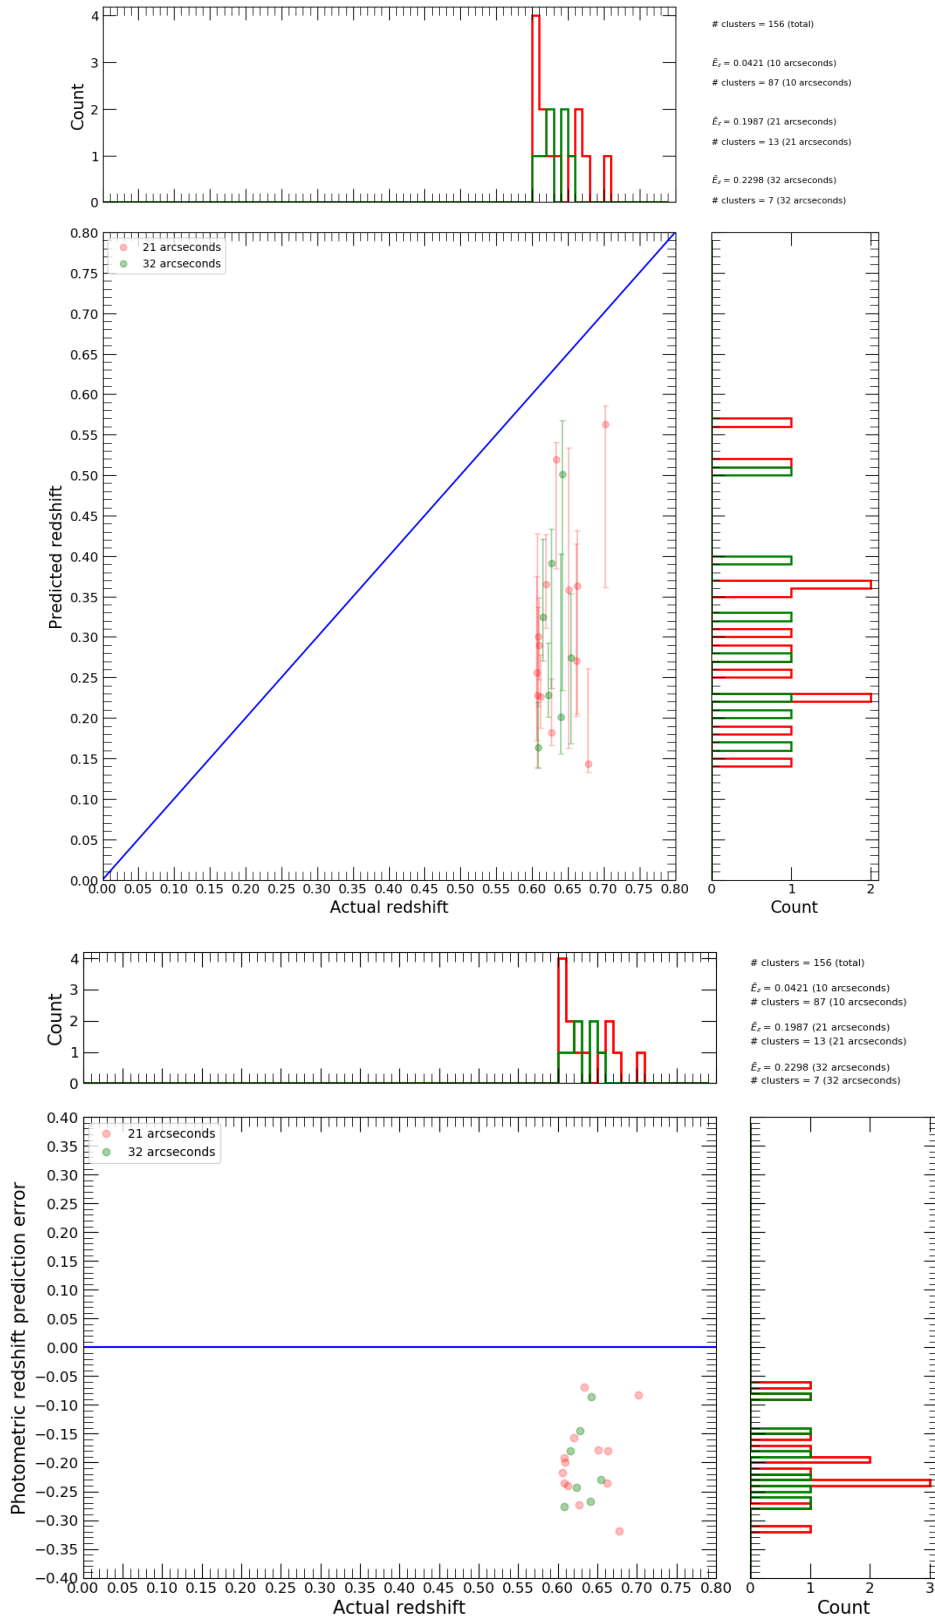 4
3
2
1
0
Count
# clusters = 156 (total)
Ē_z = 0.0421 (10 arcseconds)
# clusters = 87 (10 arcseconds)
Ē_z = 0.1987 (21 arcseconds)
# clusters = 13 (21 arcseconds)
Ē_z = 0.2298 (32 arcseconds)
# clusters = 7 (32 arcseconds)
21 arcseconds
32 arcseconds
0.80
0.75
0.70
0.65
0.60
0.55
0.50
0.45
0.40
0.35
0.30
0.25
0.20
0.15
0.10
0.05
0.00
Predicted redshift
0.00 0.05 0.10 0.15 0.20 0.25 0.30 0.35 0.40 0.45 0.50 0.55 0.60 0.65 0.70 0.75 0.80
Actual redshift
0 1 2
Count
4
3
2
1
0
Count
# clusters = 156 (total)
Ē_z = 0.0421 (10 arcseconds)
# clusters = 87 (10 arcseconds)
Ē_z = 0.1987 (21 arcseconds)
# clusters = 13 (21 arcseconds)
Ē_z = 0.2298 (32 arcseconds)
# clusters = 7 (32 arcseconds)
21 arcseconds
32 arcseconds
0.40
0.35
0.30
0.25
0.20
0.15
0.10
0.05
0.00
−0.05
−0.10
−0.15
−0.20
−0.25
−0.30
−0.35
−0.40
Photometric redshift prediction error
0.00 0.05 0.10 0.15 0.20 0.25 0.30 0.35 0.40 0.45 0.50 0.55 0.60 0.65 0.70 0.75 0.80
Actual redshift
0 1 2 3
Count